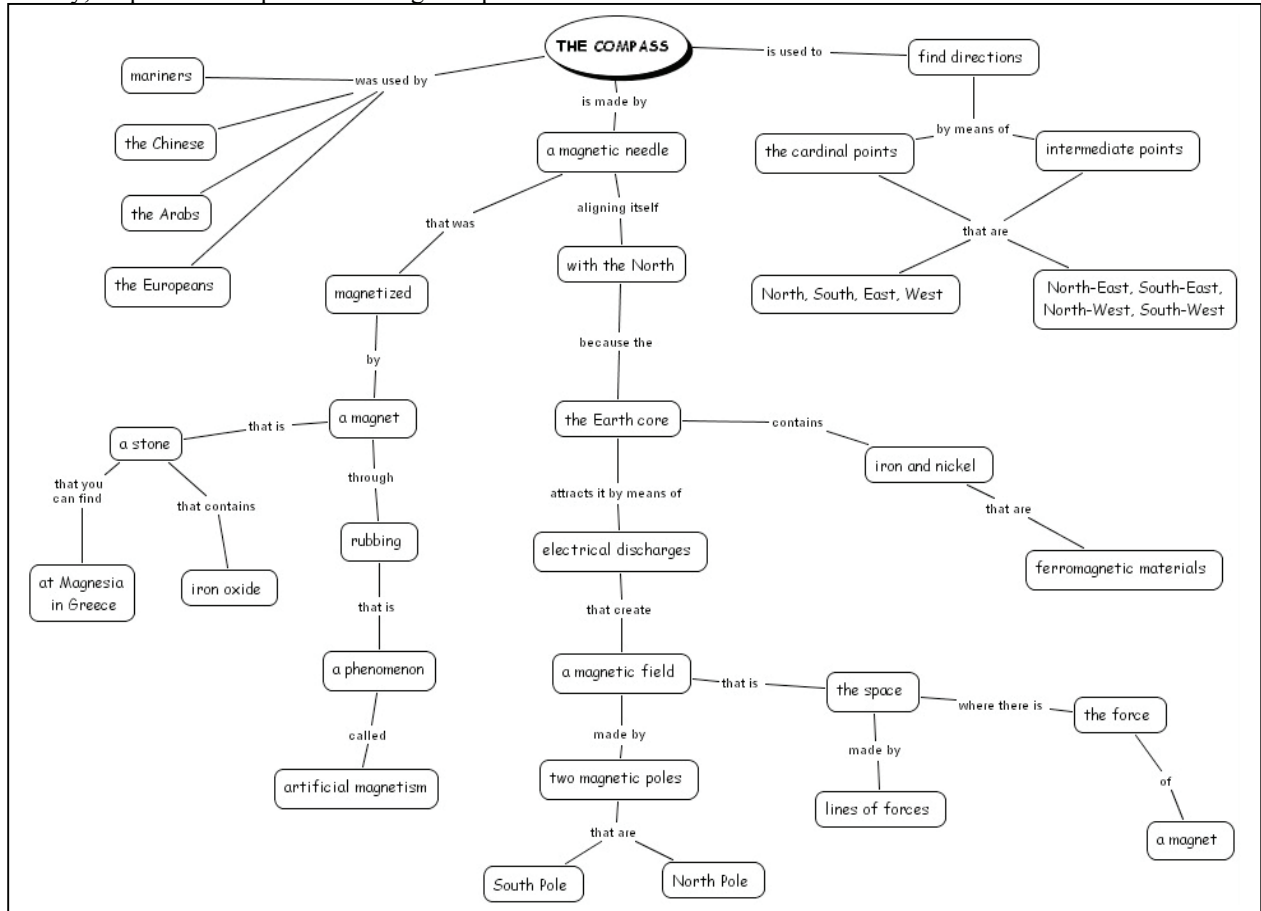 THE COMPASS
is used to
find directions
mariners
was used by
is made by
by means of
the Chinese
a magnetic needle
the cardinal points
intermediate points
the Arabs
aligning itself
that was
that are
the Europeans
magnetized
with the North
North, South, East, West
North-East, South-East,
North-West, South-West
because the
by
a magnet
the Earth core
contains
that is
a stone
iron and nickel
that you
can find
through
attracts it by means of
that contains
that are
rubbing
electrical discharges
at Magnesia
in Greece
iron oxide
ferromagnetic materials
that is
that create
a phenomenon
a magnetic field
that is
the space
where there is
the force
called
made by
made by
artificial magnetism
two magnetic poles
lines of forces
of
that are
a magnet
South Pole
North Pole